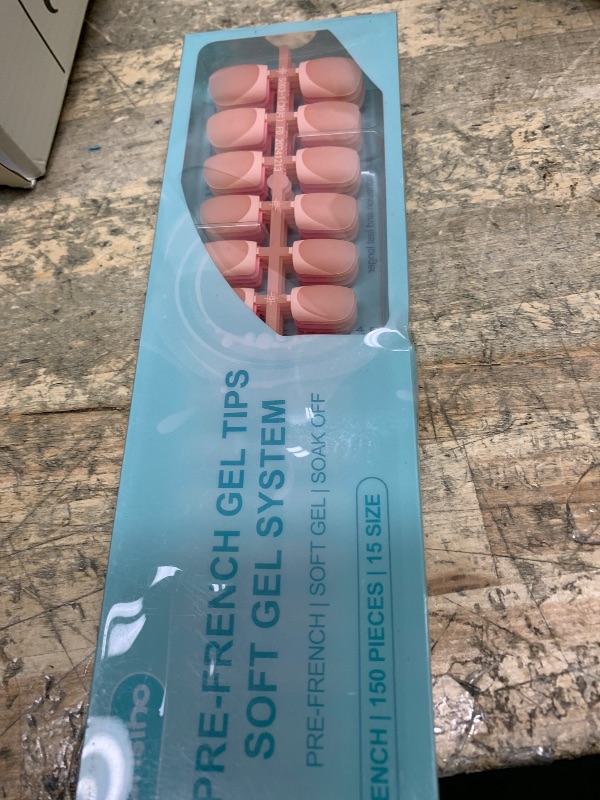 PRE-FRENCH GEL TIPS
SOFT GEL SYSTEM
PRE-FRENCH | SOFT GEL | SOAK OFF
ENCH | 150 PIECES | 15 SIZE